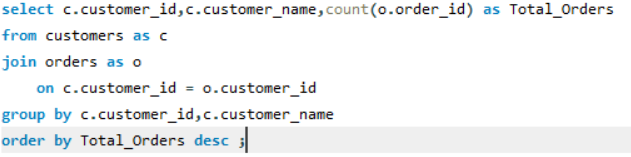 select c.customer_id,c.customer_name,count(o.order_id) as Total_Orders
from customers as c
join orders as o
    on c.customer_id = o.customer_id
group by c.customer_id,c.customer_name
order by Total_Orders desc ;